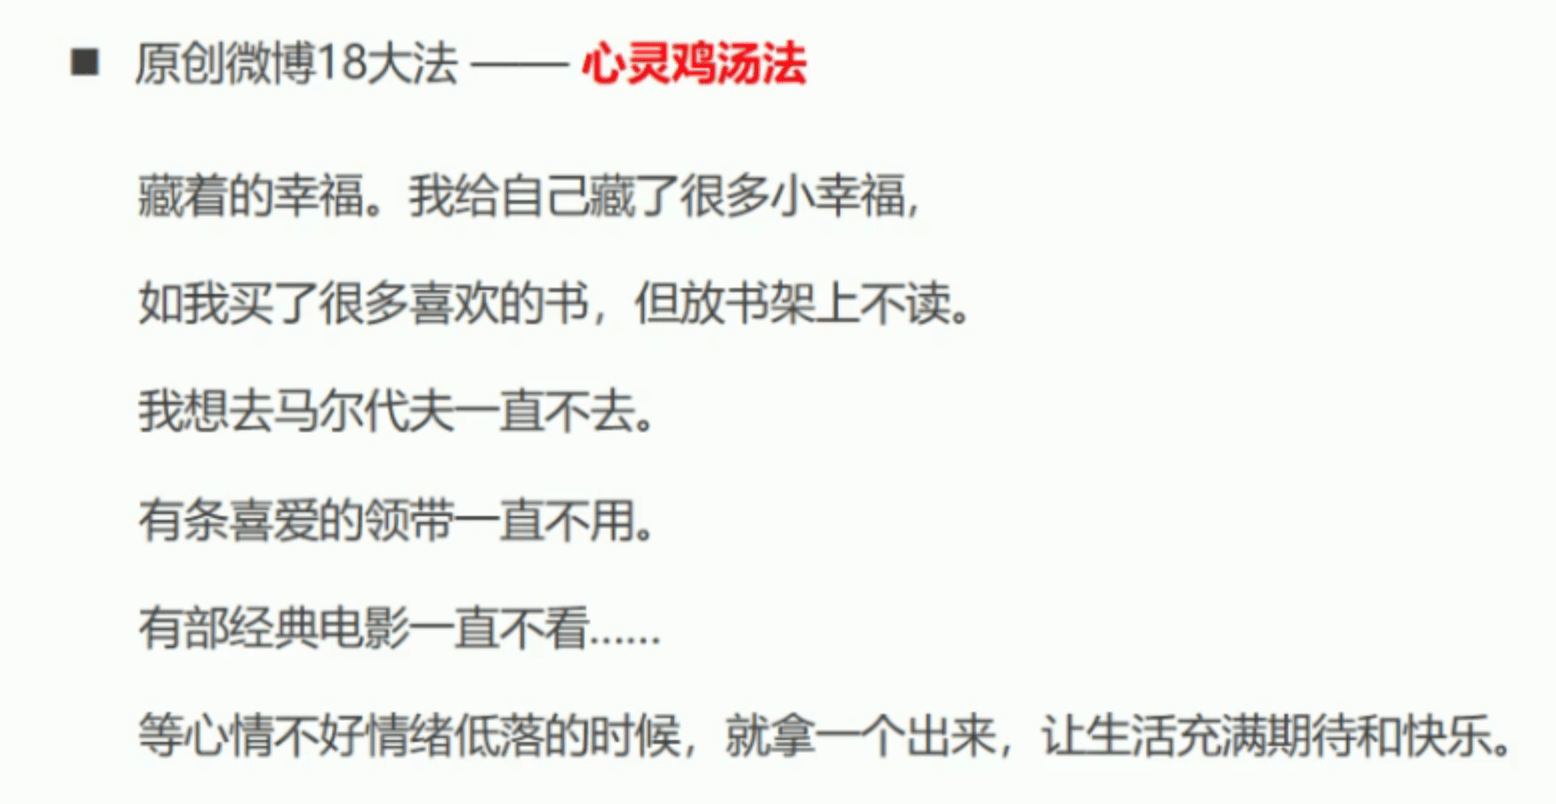 ■ 原创微博18大法 —— 心灵鸡汤法
藏着的幸福。我给自己藏了很多小幸福，
如我买了很多喜欢的书，但放书架上不读。
我想去马尔代夫一直不去。
有条喜爱的领带一直不用。
有部经典电影一直不看……
等心情不好情绪低落的时候，就拿一个出来，让生活充满期待和快乐。